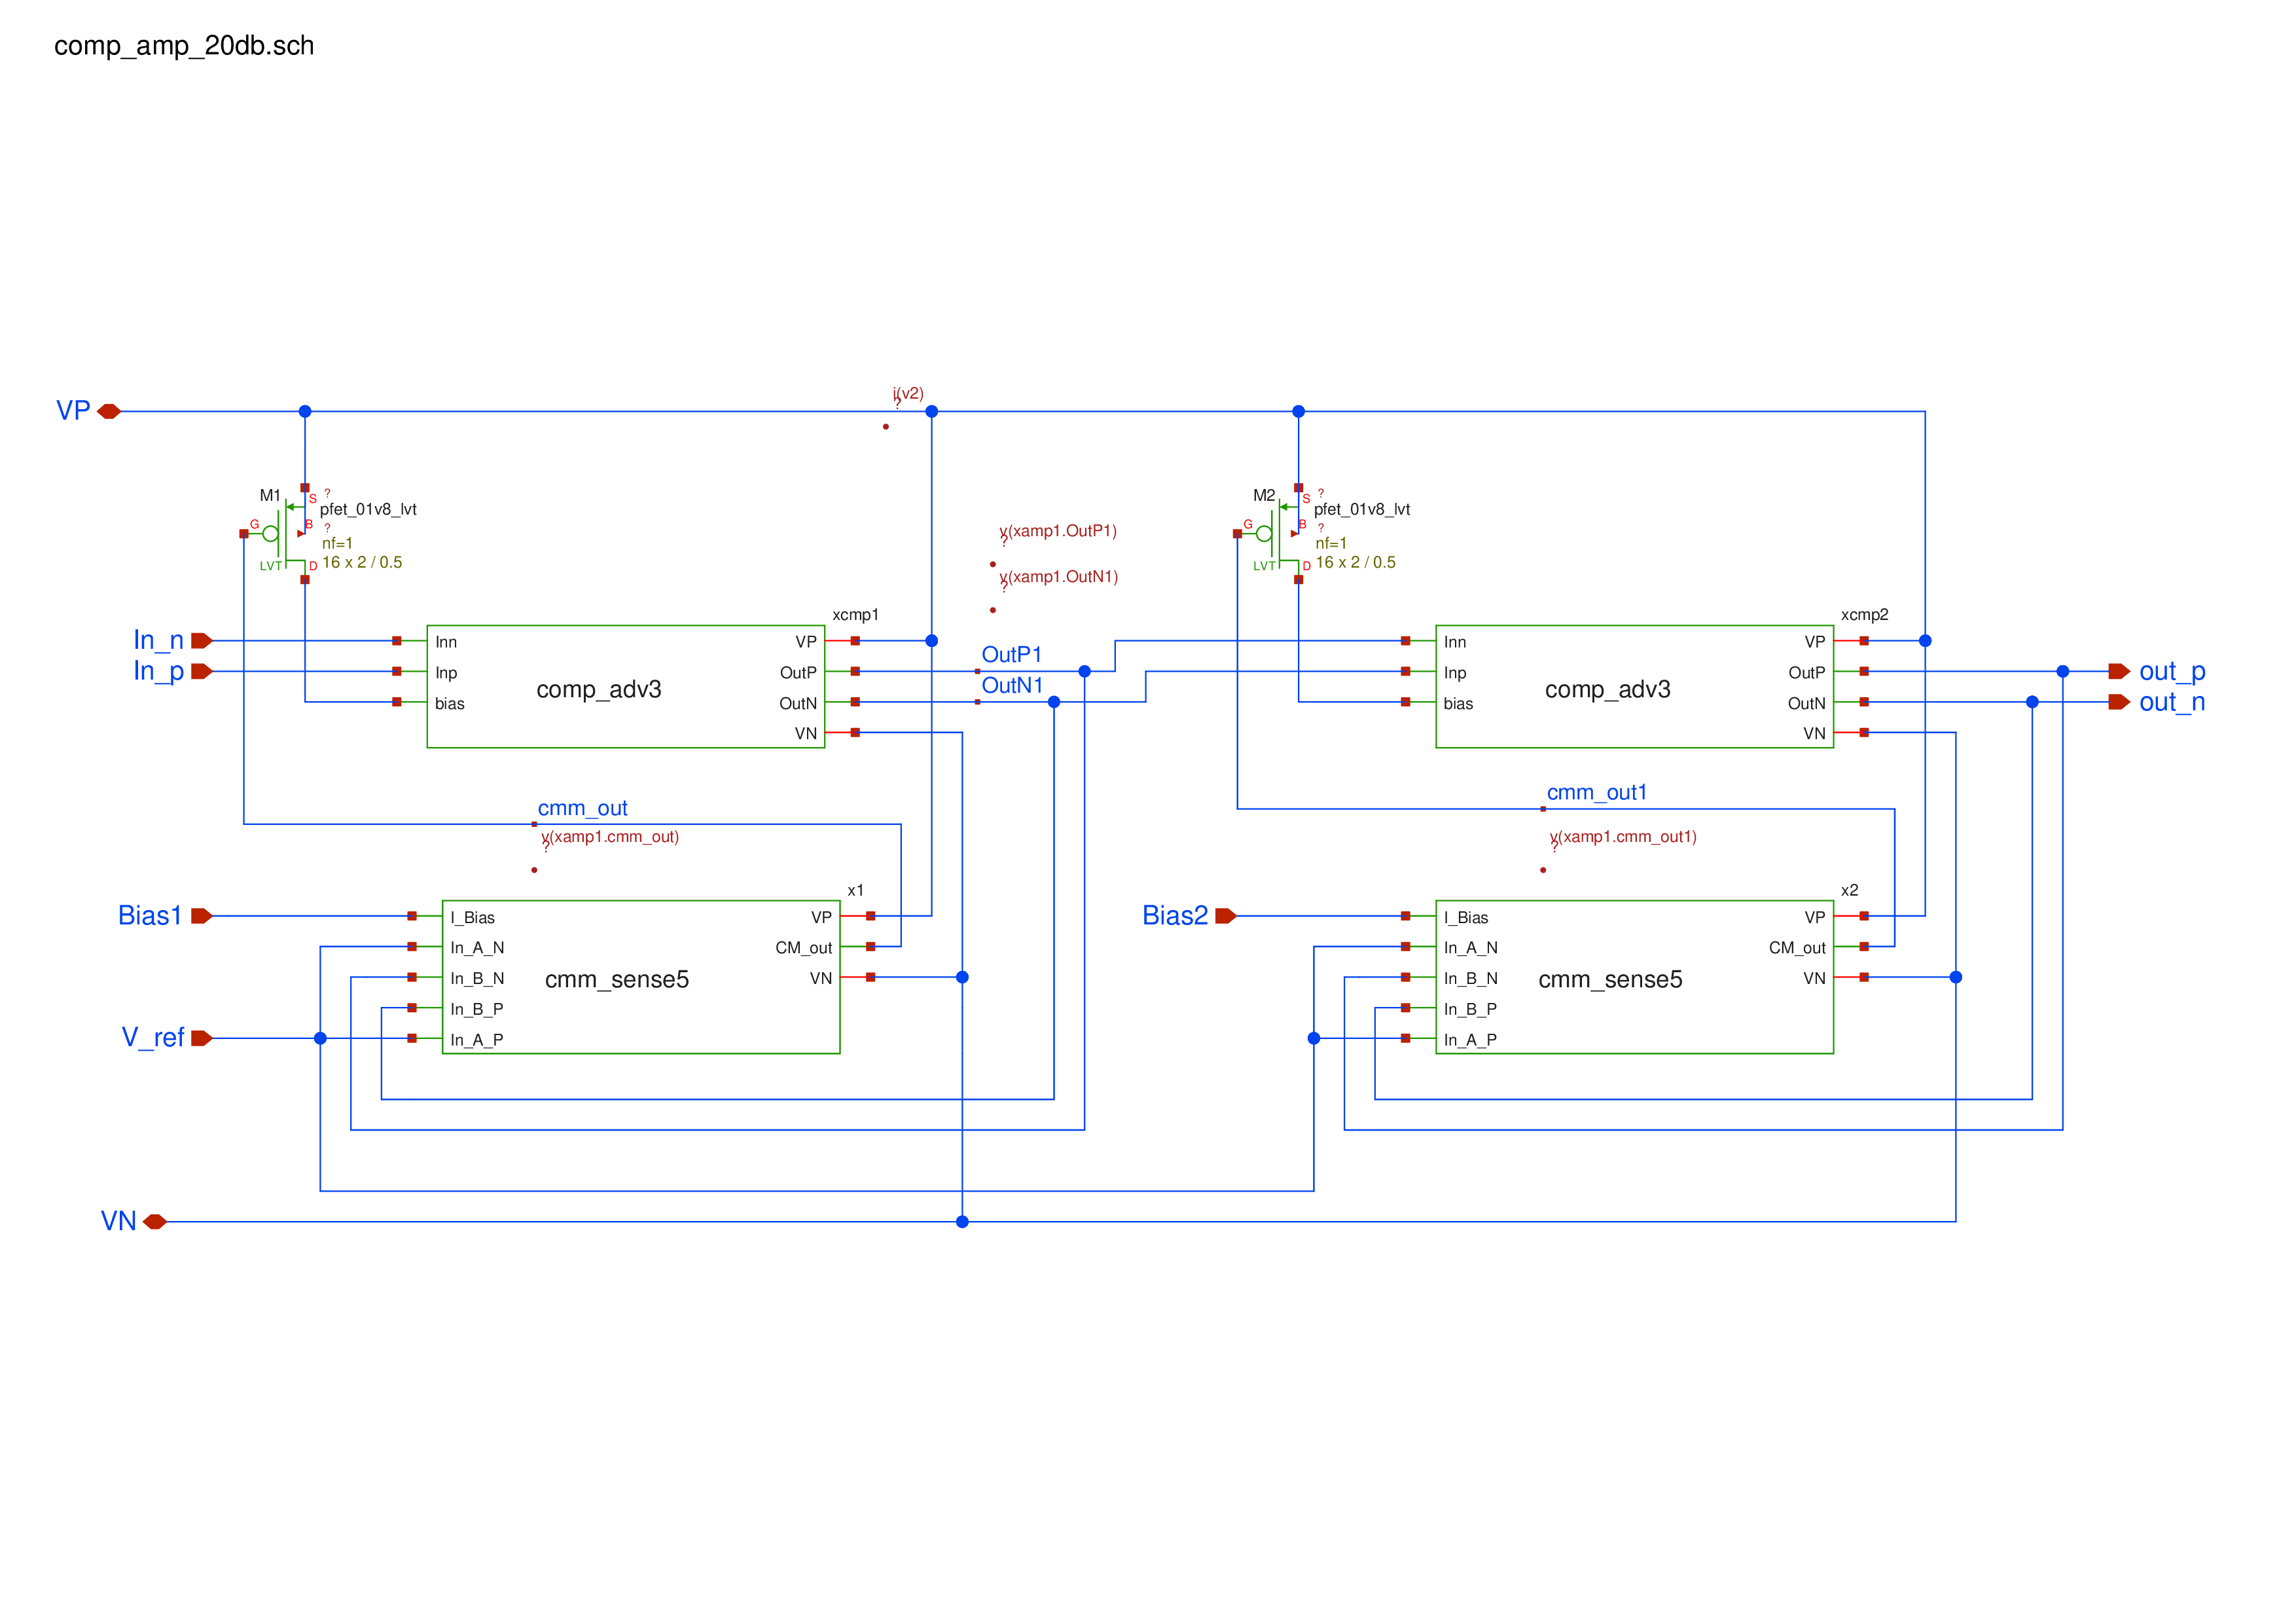 comp_amp_20db.sch
VP
i(v2)
?
M1
S
?
pfet_01v8_lvt
G
B
?
nf=1
LVT
D
16 x 2 / 0.5
M2
S
?
pfet_01v8_lvt
G
B
?
nf=1
LVT
D
16 x 2 / 0.5
v(xamp1.OutP1)
?
v(xamp1.OutN1)
?
xcmp1
In_n
Inn
VP
In_p
Inp
OutP
bias
OutN
VN
comp_adv3
OutP1
OutN1
xcmp2
Inn
VP
Inp
OutP
bias
OutN
VN
comp_adv3
out_p
out_n
cmm_out
v(xamp1.cmm_out)
?
cmm_out1
v(xamp1.cmm_out1)
?
x1
Bias1
I_Bias
VP
In_A_N
CM_out
In_B_N
VN
In_B_P
In_A_P
cmm_sense5
V_ref
x2
Bias2
I_Bias
VP
In_A_N
CM_out
In_B_N
VN
In_B_P
In_A_P
cmm_sense5
VN